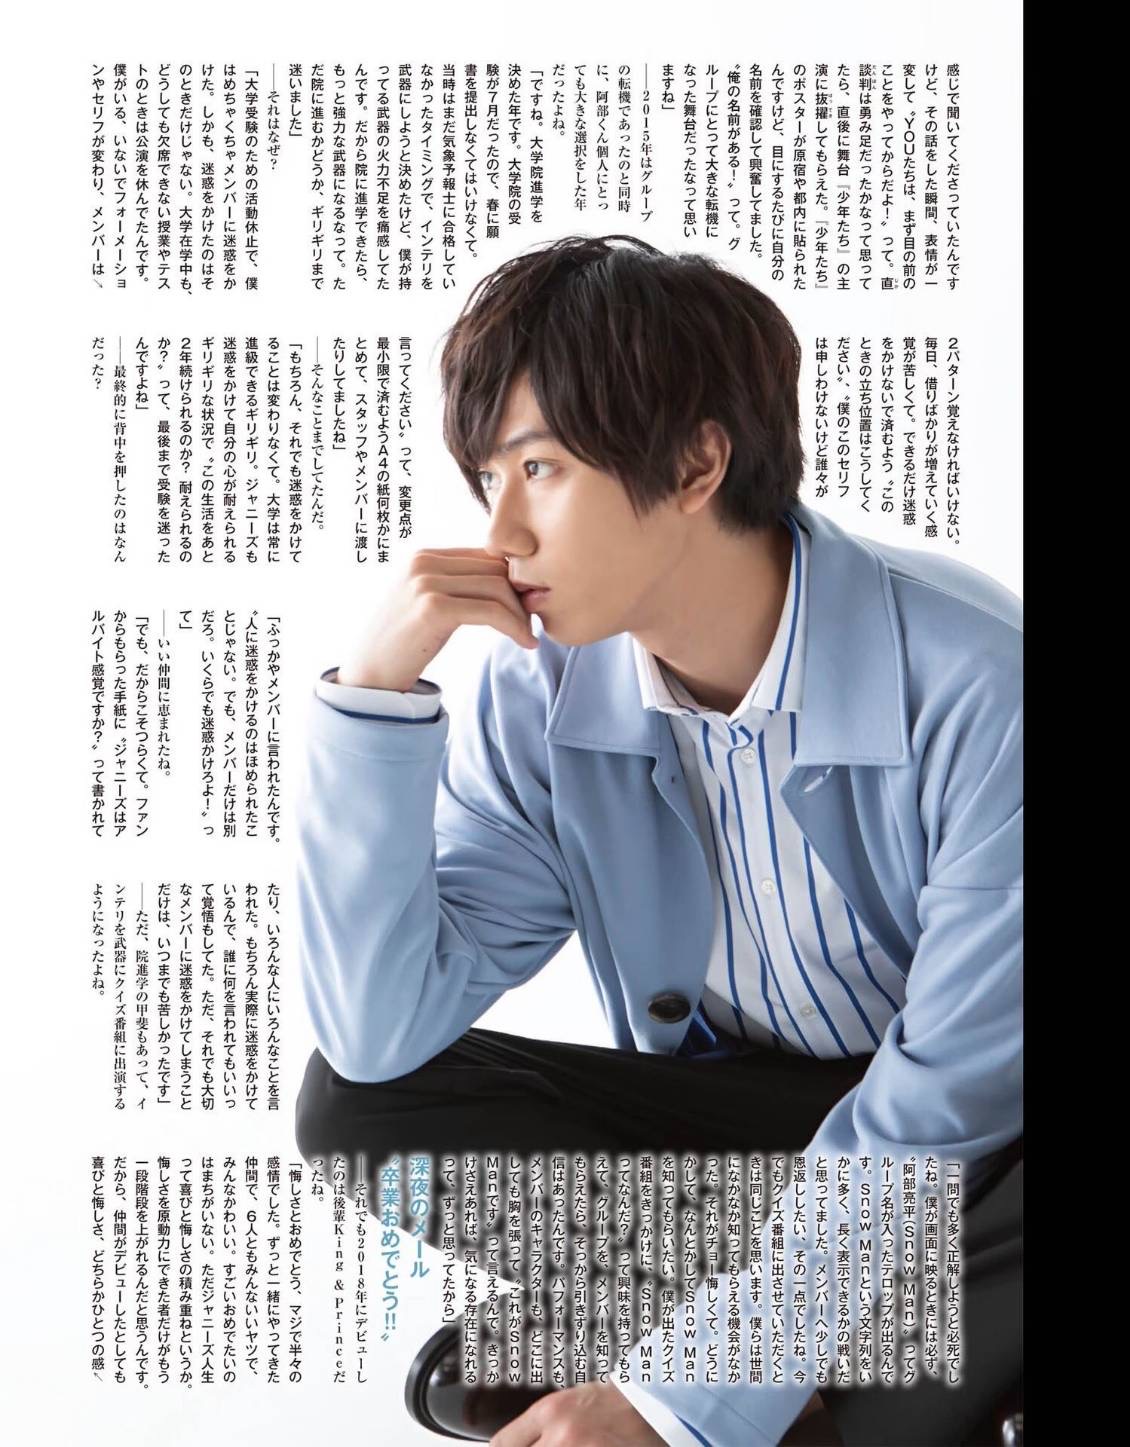 感じで聞いてくださっていたんです
けど、その話をした瞬間、表情が一
変して〝YOUたちは、まず目の前の
ことをやってからだよ！〟って。直
談判は勇み足だったかなって思って
たら、直後に舞台『少年たち』の主
演に抜擢してもらえた。『少年たち』
のポスターが原宿や都内に貼られた
んですけど、目にするたびに自分の
名前を確認して興奮してました。
〝俺の名前がある！〟って。グ
ループにとって大きな転機に
なった舞台だったなって思い
ますね」
――2015年はグループ
の転機であったのと同時
に、阿部くん個人にとっ
ても大きな選択をした年
だったよね。
「ですね。大学院進学を
決めた年です。大学院の受
験が7月だったので、春に願
書を提出しなくてはいけなくて。
当時はまだ気象予報士に合格してい
なかったタイミングで、インテリを
武器にしようと決めたけど、僕が持
ってる武器の火力不足を痛感してた
んです。だから院に進学できたら、
もっと強力な武器になるなって。た
だ院に進むかどうか、ギリギリまで
迷いました」
――それはなぜ？
「大学受験のための活動休止で、僕
はめちゃくちゃメンバーに迷惑をか
けた。しかも、迷惑をかけたのはそ
のときだけじゃない。大学在学中も、
どうしても欠席できない授業やテス
トのときは公演を休んでたんです。
僕がいる、いないでフォーメーショ
ンやセリフが変わり、メンバーは↘
2パターン覚えなければいけない。
毎日、借りばかりが増えていく感
覚が苦しくて。できるだけ迷惑
をかけないで済むよう〝この
ときの立ち位置はこうしてく
ださい〟、〝僕のこのセリフ
は申しわけないけど誰々が
言ってください〟って、変更点が
最小限で済むようA4の紙何枚かにま
とめて、スタッフやメンバーに渡し
たりしてましたね」
――そんなことまでしてたんだ。
「もちろん、それでも迷惑をかけて
ることは変わりなくて。大学は常に
進級できるギリギリ。ジャニーズも
迷惑をかけて自分の心が耐えられる
ギリギリな状況で〝この生活をあと
2年続けられるのか？ 耐えられるの
か？〟って、最後まで受験を迷った
んですよね」
――最終的に背中を押したのはなん
だった？
「ふっかやメンバーに言われたんです。
〝人に迷惑をかけるのはほめられたこ
とじゃない。でも、メンバーだけは別
だろ。いくらでも迷惑かけろよ！〟っ
て」
――いい仲間に恵まれたね。
「でも、だからこそつらくて。ファン
からもらった手紙に〝ジャニーズはア
ルバイト感覚ですか？〟って書かれて
たり、いろんな人にいろんなことを言
われた。もちろん実際に迷惑をかけて
いるんで、誰に何を言われてもいいっ
て覚悟もしてた。ただ、それでも大切
なメンバーに迷惑をかけてしまうこと
だけは、いつまでも苦しかったです」
――ただ、院進学の甲斐もあって、イ
ンテリを武器にクイズ番組に出演する
ようになったよね。
「一問でも多く正解しようと必死でし
たね。僕が画面に映るときには必ず、
〝阿部亮平（Snow Man）〟ってグ
ループ名が入ったテロップが出るんで
す。Snow Manという文字列をい
かに多く、長く表示できるかの戦いだ
と思ってました。メンバーへ少しでも
恩返ししたい、その一点でしたね。今
でもクイズ番組に出させていただくと
きは同じことを思います。僕らは世間
になかなか知ってもらえる機会がなか
った。それがチョー悔しくて。どうに
かして、なんとかしてSnow Man
を知ってもらいたい。僕が出たクイズ
番組をきっかけに、〝Snow Man
ってなんだ？〟って興味を持ってもら
えて、グループを、メンバーを知って
もらえたら、そっから引きずり込む自
信はあったんです。パフォーマンスも、
メンバーのキャラクターも、どこに出
しても胸を張って〝これがSnow
Manです〟って言えるんで。きっか
けさえあれば、気になる存在になれる
って、ずっと思ってたから」
深夜のメール
〝卒業おめでとう!!〟
――それでも2018年にデビューし
たのは後輩King & Princeだ
ったね。
「悔しさとおめでとう、マジで半々の
感情でした。ずっと一緒にやってきた
仲間で、6人ともみんないいヤツで、
みんなかわいい。すごいおめでたいの
はまちがいない。ただジャニーズ人生
って喜びと悔しさの積み重ねというか。
悔しさを原動力にできた者だけがもう
一段階段を上がれるんだと思うんです。
だから、仲間がデビューしたとしても
喜びと悔しさ、どちらかひとつの感↙